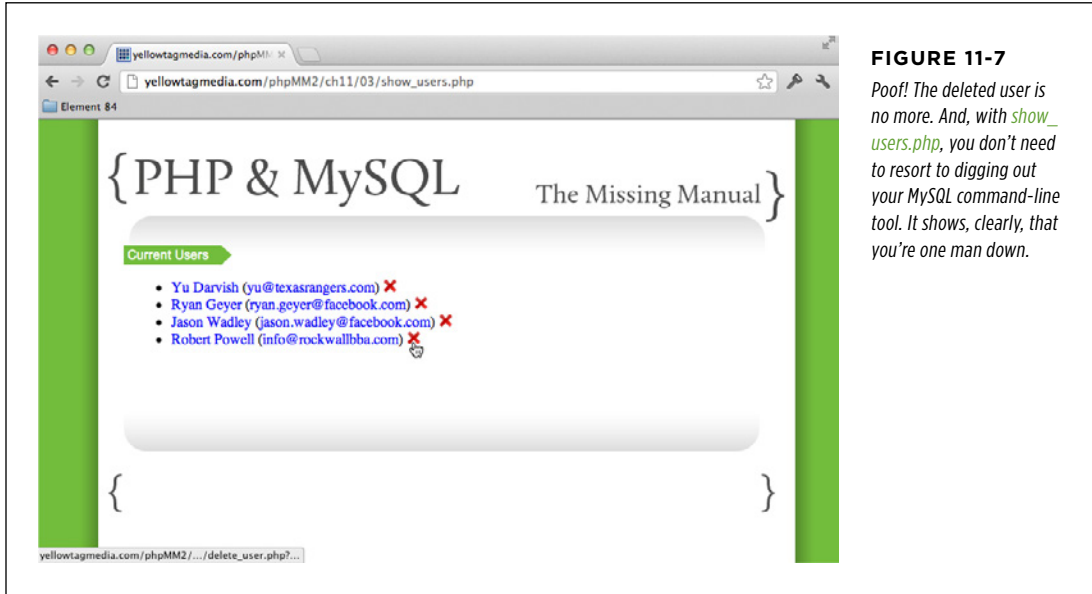 yellowtagmedia.com/phpMM
yellowtagmedia.com/phpMM2/ch11/03/show_users.php
Element 84
{PHP & MySQL
The Missing Manual}
Current Users
• Yu Darvish (yu@texasrangers.com)
• Ryan Geyer (ryan.geyer@facebook.com)
• Jason Wadley (jason.wadley@facebook.com)
• Robert Powell (info@rockwallbba.com)
{ }
yellowtagmedia.com/phpMM2/.../delete_user.php?...
FIGURE 11-7
Poof! The deleted user is
no more. And, with show_
users.php, you don’t need
to resort to digging out
your MySQL command-line
tool. It shows, clearly, that
you’re one man down.